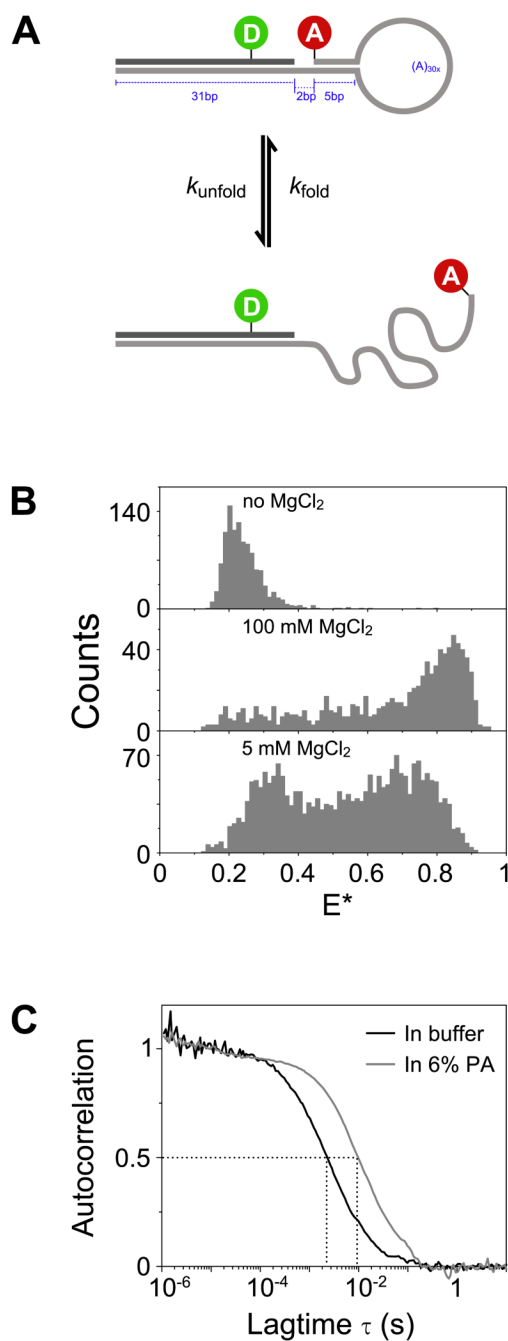 A
D
A
(A)30x
31bp
2bp
5bp
kunfold
kfold
A
D
B
no MgCl2
140
0
100 mM MgCl2
40
0
5 mM MgCl2
70
0
Counts
0
0.2
0.4
0.6
0.8
1
E*
C
In buffer
In 6% PA
1
0.5
0
Autocorrelation
10-6
10-4
10-2
1
Lagtime τ (s)